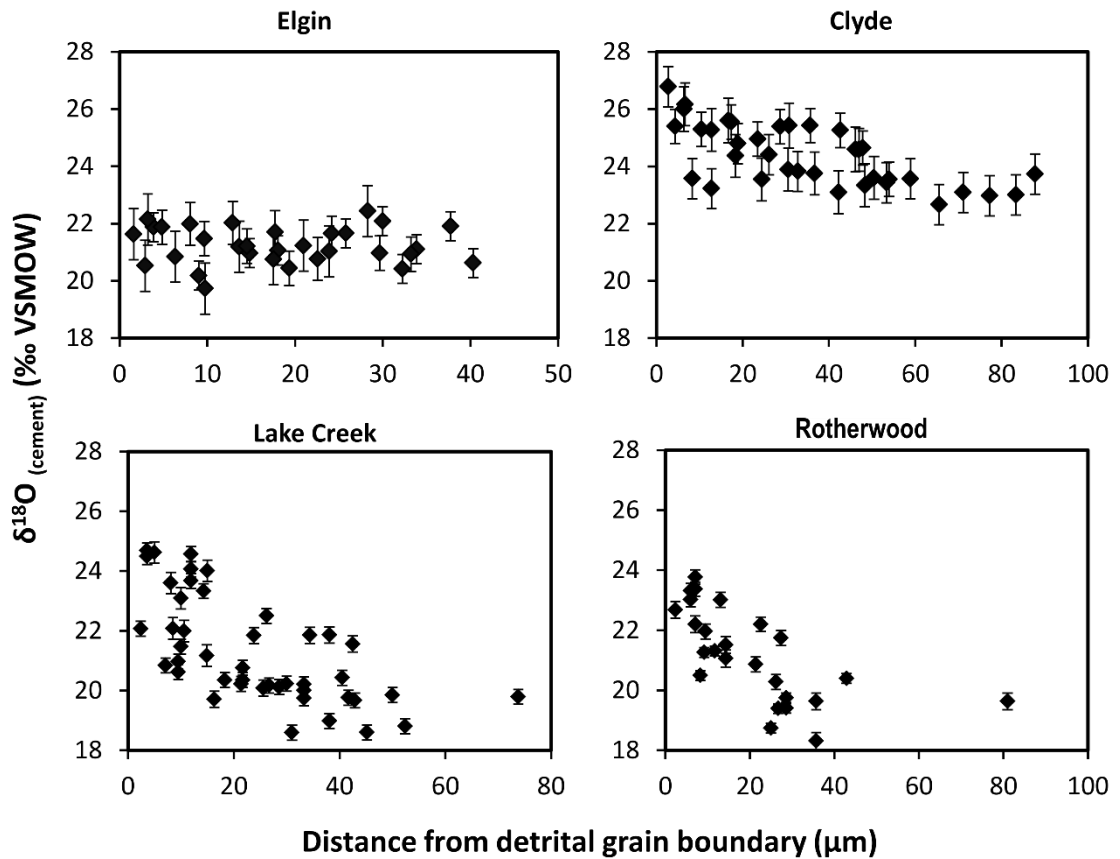 Elgin
28
26
24
22
20
18
0 10 20 30 40 50
Clyde
28
26
24
22
20
18
0 20 40 60 80 100
δ¹⁸O (cement) (‰ VSMOW)
Lake Creek
28
26
24
22
20
18
0 20 40 60 80
Rotherwood
28
26
24
22
20
18
0 20 40 60 80 100
Distance from detrital grain boundary (µm)